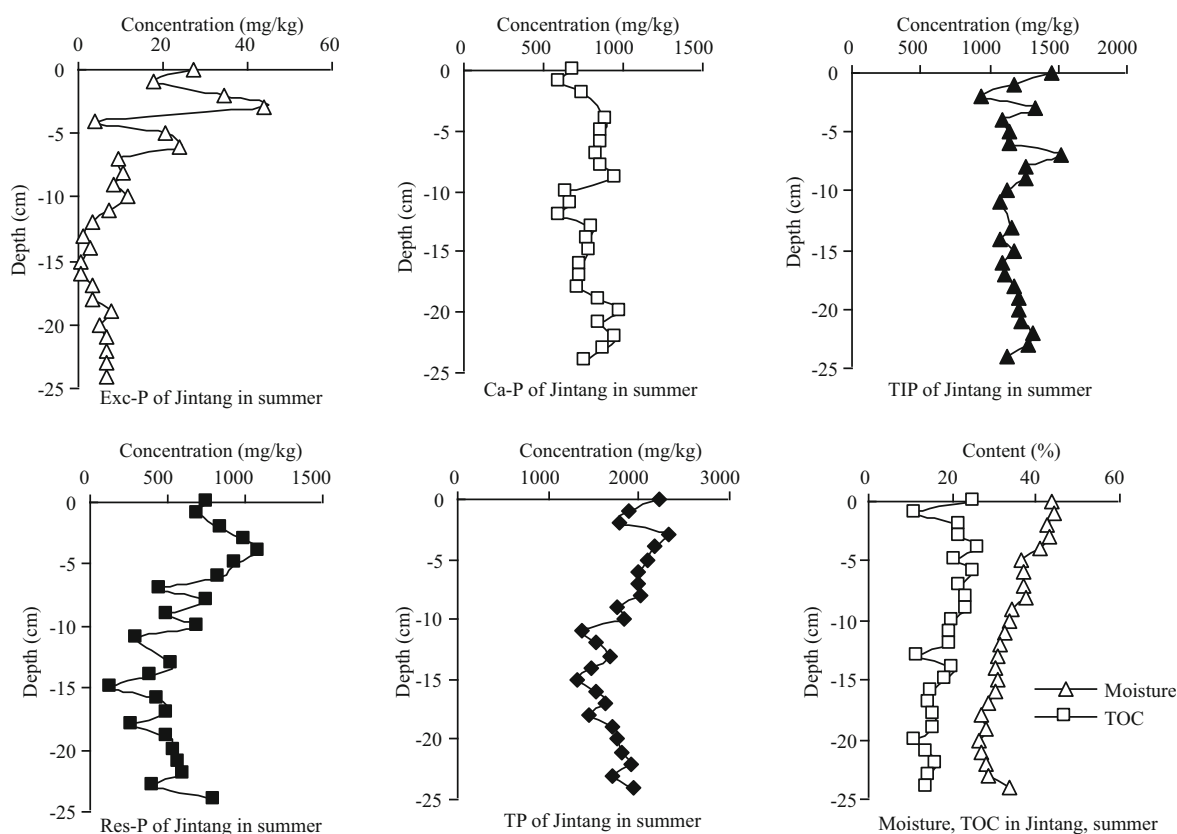 Concentration (mg/kg)
0 20 40 60
0
-5
-10
-15
-20
-25
Depth (cm)
Exc-P of Jintang in summer
Concentration (mg/kg)
0 500 1000 1500
0
-5
-10
-15
-20
-25
Depth (cm)
Ca-P of Jintang in summer
Concentration (mg/kg)
0 500 1000 1500 2000
0
-5
-10
-15
-20
-25
Depth (cm)
TIP of Jintang in summer
Concentration (mg/kg)
0 500 1000 1500
0
-5
-10
-15
-20
-25
Depth (cm)
Res-P of Jintang in summer
Concentration (mg/kg)
0 1000 2000 3000
0
-5
-10
-15
-20
-25
Depth (cm)
TP of Jintang in summer
Content (%)
0 20 40 60
0
-5
-10
-15
-20
-25
Depth (cm)
Moisture
TOC
Moisture, TOC in Jintang, summer